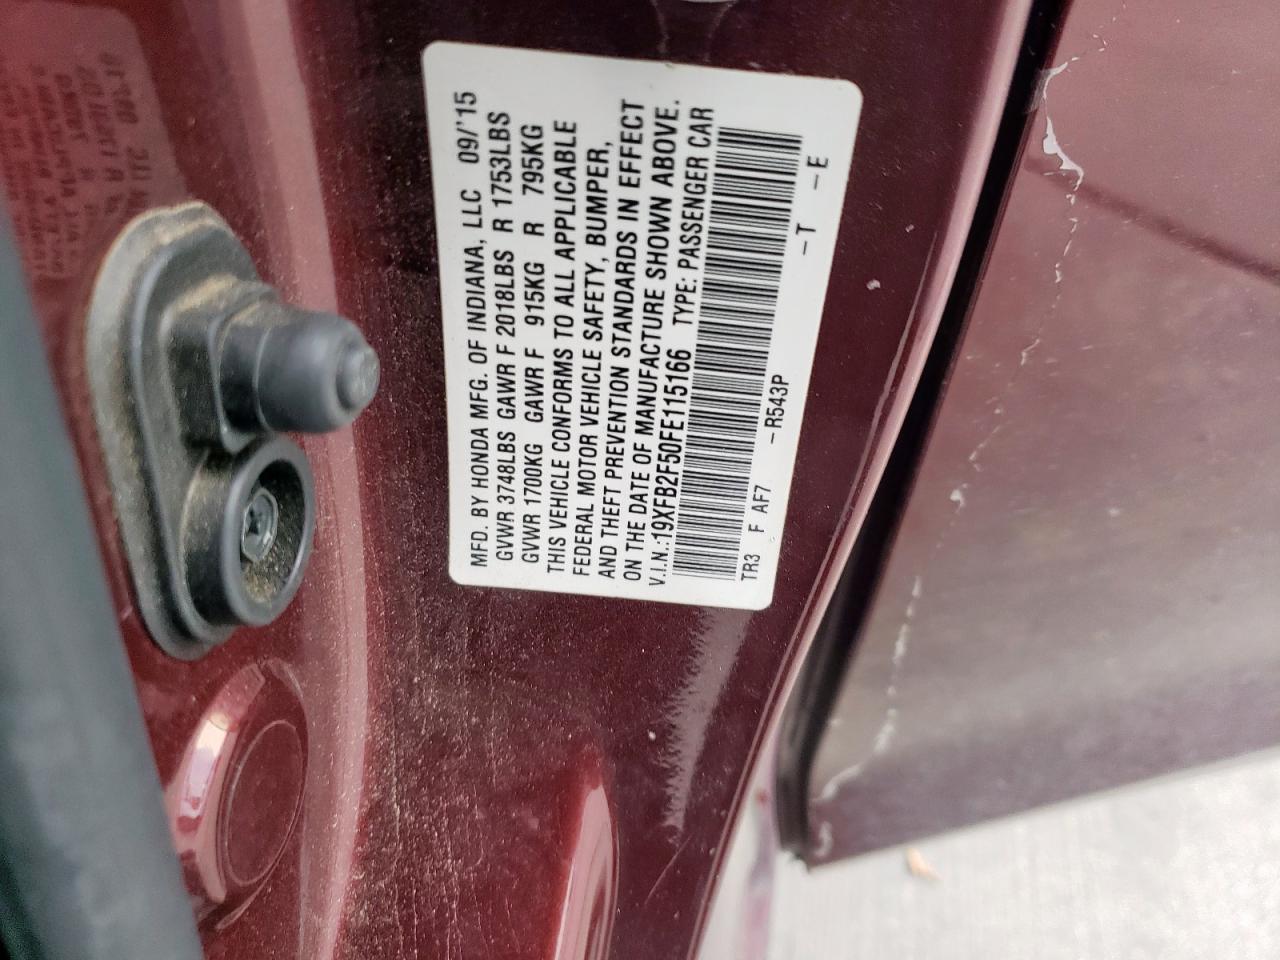 MFD. BY HONDA MFG. OF INDIANA, LLC 09/'15
GVWR 3748LBS GAWR F 2018LBS R 1753LBS
GVWR 1700KG GAWR F 915KG R 795KG
THIS VEHICLE CONFORMS TO ALL APPLICABLE
FEDERAL MOTOR VEHICLE SAFETY, BUMPER,
AND THEFT PREVENTION STANDARDS IN EFFECT
ON THE DATE OF MANUFACTURE SHOWN ABOVE.
V.I.N.:19XFB2F50FE115166 TYPE: PASSENGER CAR
TR3 F AF7 -R543P -T -E